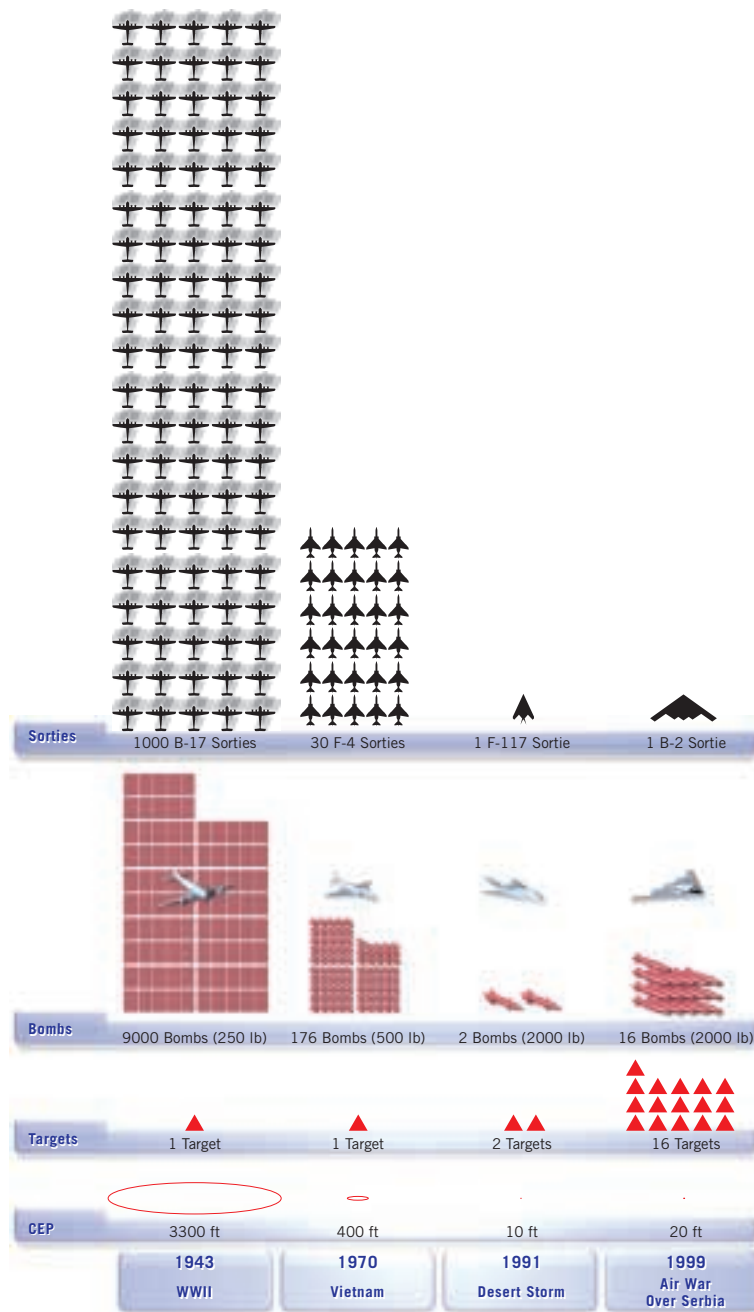 Sorties
1000 B-17 Sorties
30 F-4 Sorties
1 F-117 Sortie
1 B-2 Sortie
Bombs
9000 Bombs (250 lb)
176 Bombs (500 lb)
2 Bombs (2000 lb)
16 Bombs (2000 lb)
Targets
1 Target
1 Target
2 Targets
16 Targets
CEP
3300 ft
400 ft
10 ft
20 ft
1943
WWII
1970
Vietnam
1991
Desert Storm
1999
Air War
Over Serbia